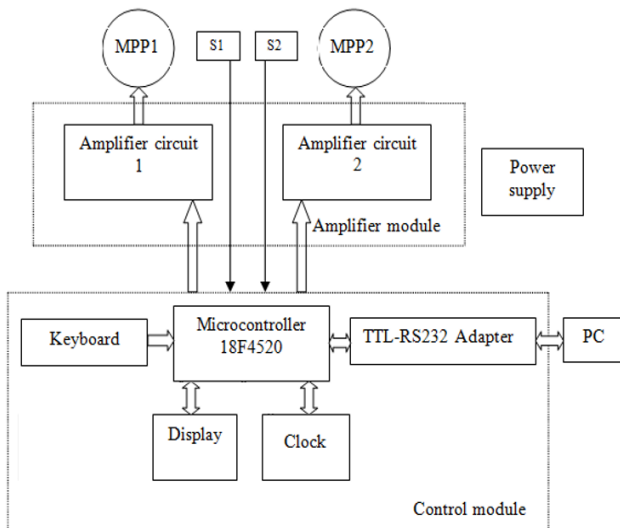 MPP1
S1
S2
MPP2
Amplifier circuit
1
Amplifier circuit
2
Power
supply
Amplifier module
Keyboard
Microcontroller
18F4520
TTL-RS232 Adapter
PC
Display
Clock
Control module